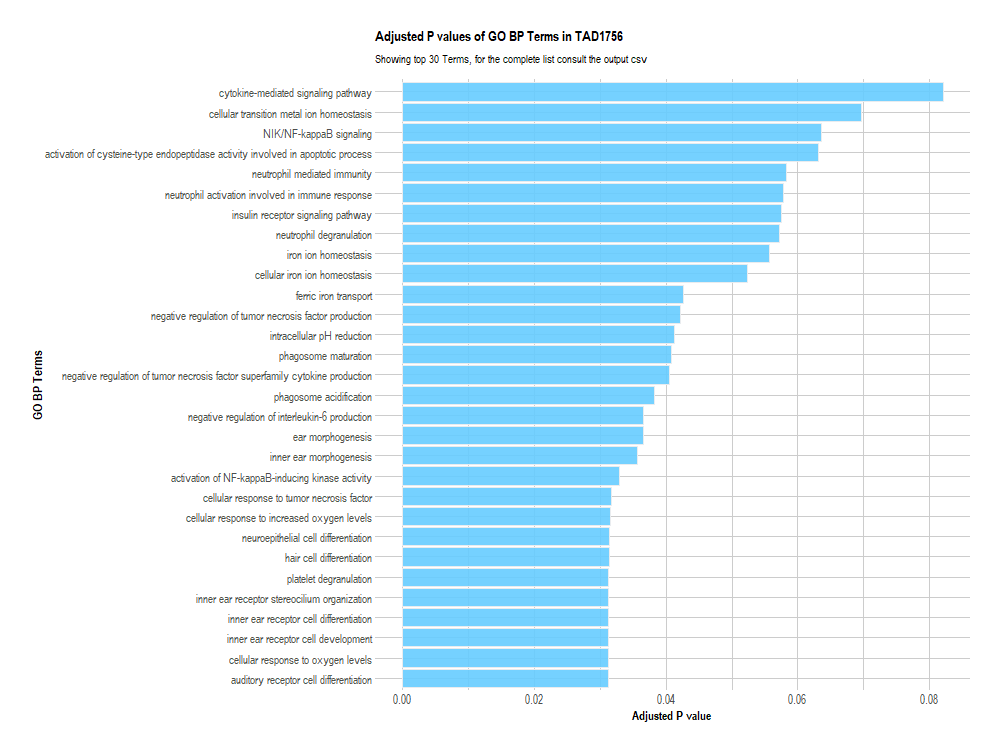 Adjusted P values of GO BP Terms in TAD1756
Showing top 30 Terms, for the complete list consult the output csv
GO BP Terms
cytokine-mediated signaling pathway
cellular transition metal ion homeostasis
NIK/NF-kappaB signaling
activation of cysteine-type endopeptidase activity involved in apoptotic process
neutrophil mediated immunity
neutrophil activation involved in immune response
insulin receptor signaling pathway
neutrophil degranulation
iron ion homeostasis
cellular iron ion homeostasis
ferric iron transport
negative regulation of tumor necrosis factor production
intracellular pH reduction
phagosome maturation
negative regulation of tumor necrosis factor superfamily cytokine production
phagosome acidification
negative regulation of interleukin-6 production
ear morphogenesis
inner ear morphogenesis
activation of NF-kappaB-inducing kinase activity
cellular response to tumor necrosis factor
cellular response to increased oxygen levels
neuroepithelial cell differentiation
hair cell differentiation
platelet degranulation
inner ear receptor stereocilium organization
inner ear receptor cell differentiation
inner ear receptor cell development
cellular response to oxygen levels
auditory receptor cell differentiation
0.00 0.02 0.04 0.06 0.08
Adjusted P value